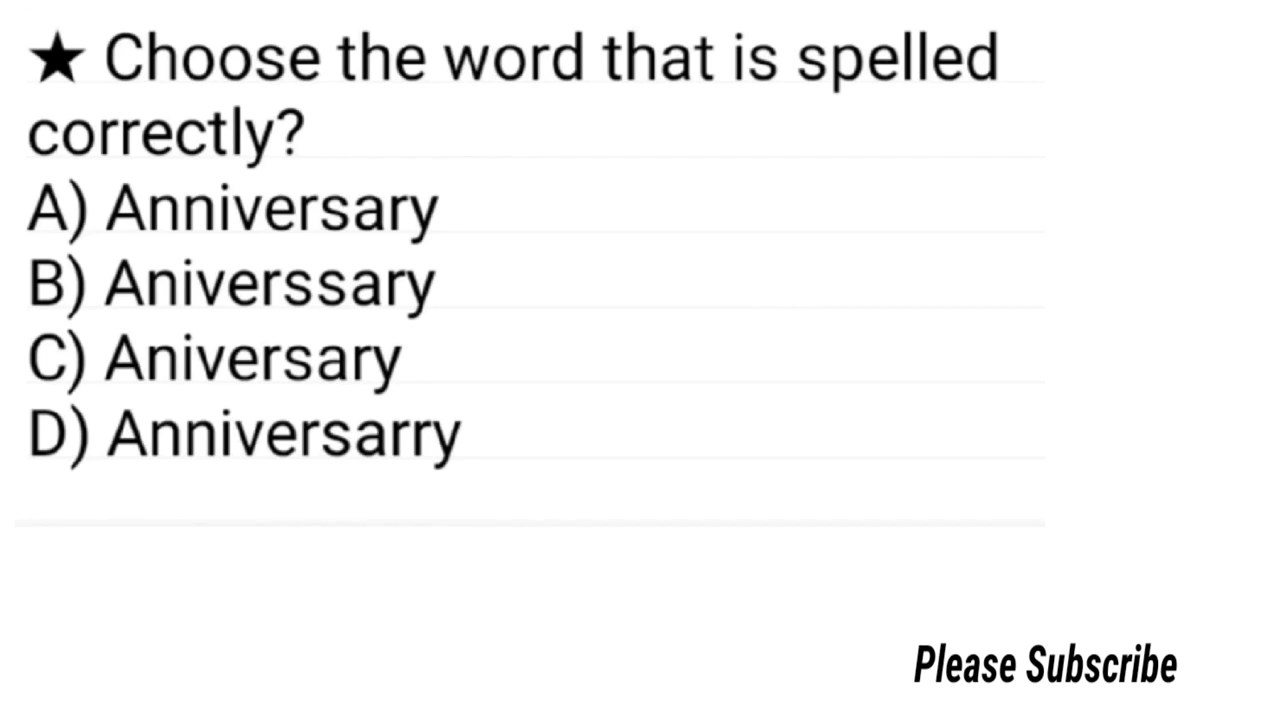 ★ Choose the word that is spelled
correctly?
A) Anniversary
B) Aniverssary
C) Aniversary
D) Anniversarry
Please Subscribe